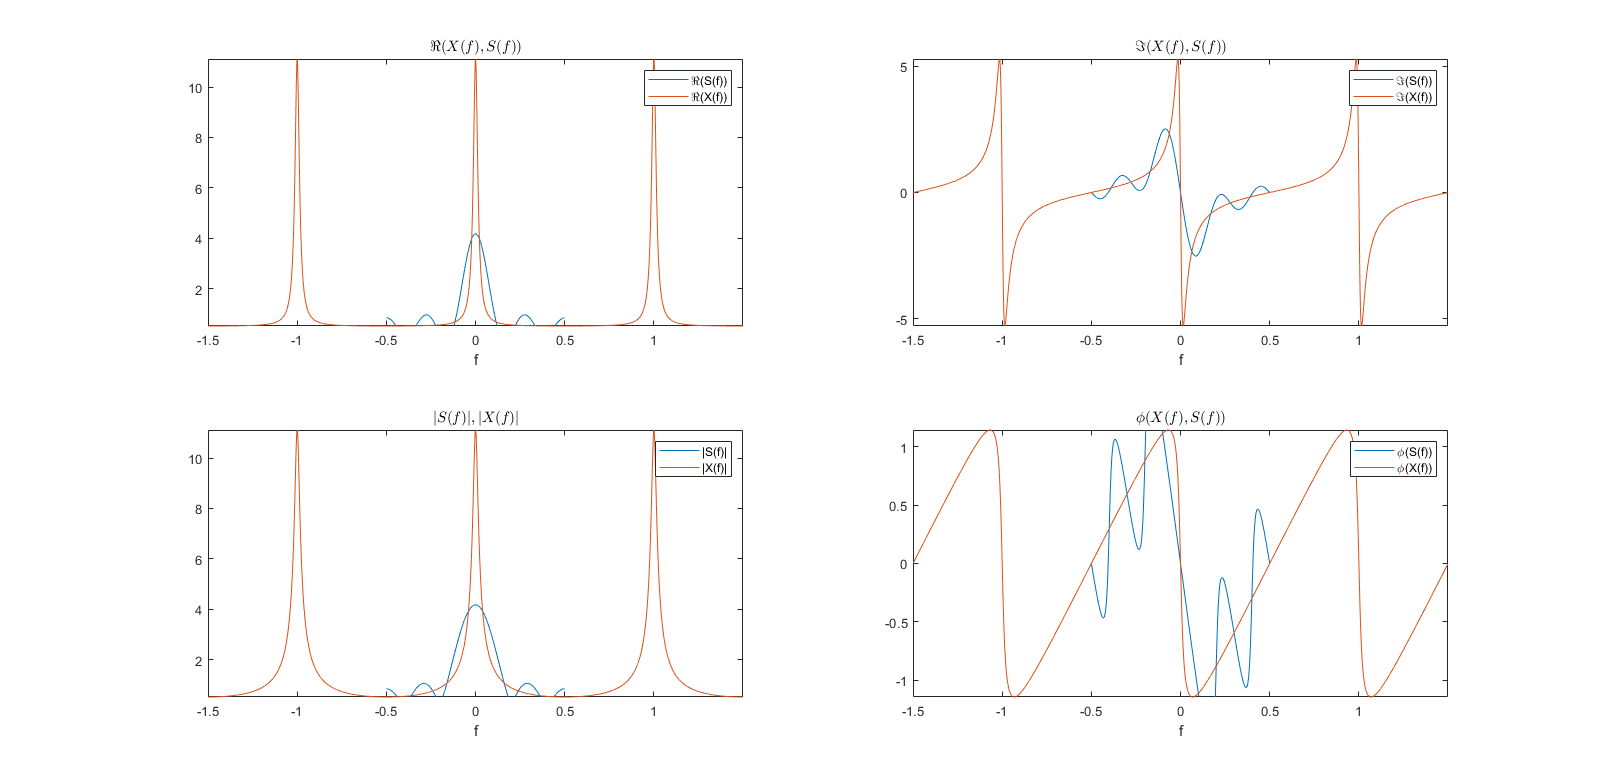 ℜ(X(f), S(f))
10
8
6
4
2
ℜ(S(f))
ℜ(X(f))
-1.5 -1 -0.5 0 0.5 1
f
ℑ(X(f), S(f))
5
0
-5
ℑ(S(f))
ℑ(X(f))
-1.5 -1 -0.5 0 0.5 1
f
|S(f)|, |X(f)|
10
8
6
4
2
|S(f)|
|X(f)|
-1.5 -1 -0.5 0 0.5 1
f
ϕ(X(f), S(f))
1
0.5
0
-0.5
-1
ϕ(S(f))
ϕ(X(f))
-1.5 -1 -0.5 0 0.5 1
f